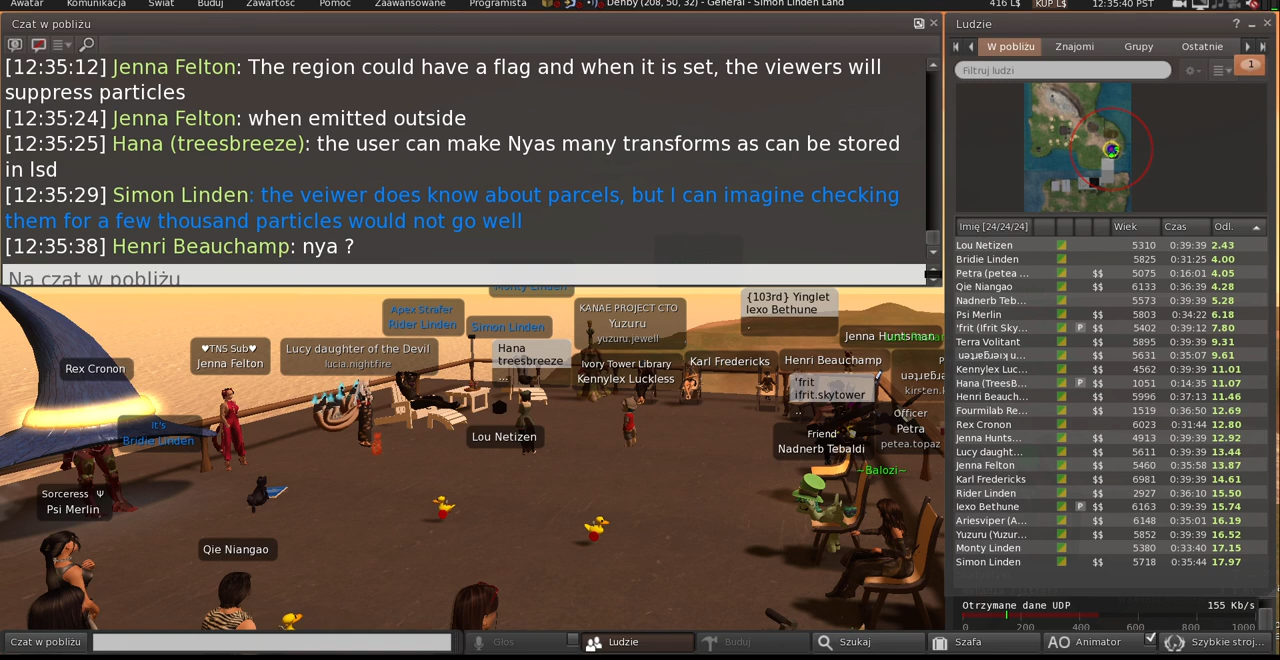 Awatar Komunikacja Świat Buduj Zawartość Pomoc Zaawansowane Programista Denby (208, 50, 32) - General - Simon Linden Land 416 L$ KUP L$ 12:35:40 PST
Czat w pobliżu
[12:35:12] Jenna Felton: The region could have a flag and when it is set, the viewers will
suppress particles
[12:35:24] Jenna Felton: when emitted outside
[12:35:25] Hana (treesbreeze): the user can make Nyas many transforms as can be stored
in lsd
[12:35:29] Simon Linden: the veiwer does know about parcels, but I can imagine checking
them for a few thousand particles would not go well
[12:35:38] Henri Beauchamp: nya ?
Na czat w pobliżu
Monty Linden
Apex Strafer
Rider Linden
Simon Linden
KANAE PROJECT CTO
Yuzuru
yuzuru.jewell
{103rd} Yinglet
Iexo Bethune
.
Jenna Huntsman
Rex Cronon
♥TNS Sub♥
Jenna Felton
Lucy daughter of the Devil
lucia.nightfire
Hana
treesbreeze
...
Ivory Tower Library
Kennylex Luckless
Karl Fredericks
Henri Beauchamp
'frit
ifrit.skytower
..
kirsten.
It's
Bridie Linden
Lou Netizen
Officer
Petra
petea.topaz
Friend
Nadnerb Tebaldi
~Balozi~
Sorceress Ψ
Psi Merlin
Qie Niangao
Ludzie
W pobliżu Znajomi Grupy Ostatnie
Filtruj ludzi
1
Imię [24/24/24] Wiek Czas Odl.
Lou Netizen 5310 0:39:39 2.43
Bridie Linden 5825 0:31:25 4.00
Petra (petea ... $$ 5075 0:16:01 4.05
Qie Niangao $$ 6133 0:36:39 4.28
Nadnerb Teb... 5573 0:39:39 5.28
Psi Merlin $$ 5803 0:34:22 6.18
'frit (Ifrit Sky... P $$ 5402 0:39:12 7.80
Terra Volitant $$ 5895 0:39:39 9.31
$$ 5631 0:35:07 9.61
Kennylex Luc... $$ 4562 0:39:39 11.01
Hana (TreesB... P $$ 1051 0:14:35 11.07
Henri Beauch... $$ 5996 0:37:13 11.46
Fourmilab Re... $$ 1519 0:36:50 12.69
Rex Cronon 6023 0:31:44 12.80
Jenna Hunts... $$ 4913 0:39:39 12.92
Lucy daught... $$ 5611 0:39:39 13.44
Jenna Felton 5460 0:35:58 13.87
Karl Fredericks $$ 6981 0:39:39 14.61
Rider Linden $$ 2927 0:36:10 15.50
Iexo Bethune P $$ 6163 0:39:39 15.74
Ariesviper (A... $$ 6148 0:35:01 16.19
Yuzuru (Yuzur... $$ 5852 0:39:39 16.52
Monty Linden 5380 0:33:40 17.15
Simon Linden $$ 5718 0:35:44 17.97
Otrzymane dane UDP 155 Kb/s
0 200 400 600 800 1000
Czat w pobliżu Głos Ludzie Buduj Szukaj Szafa AO Animator Szybkie stroj...